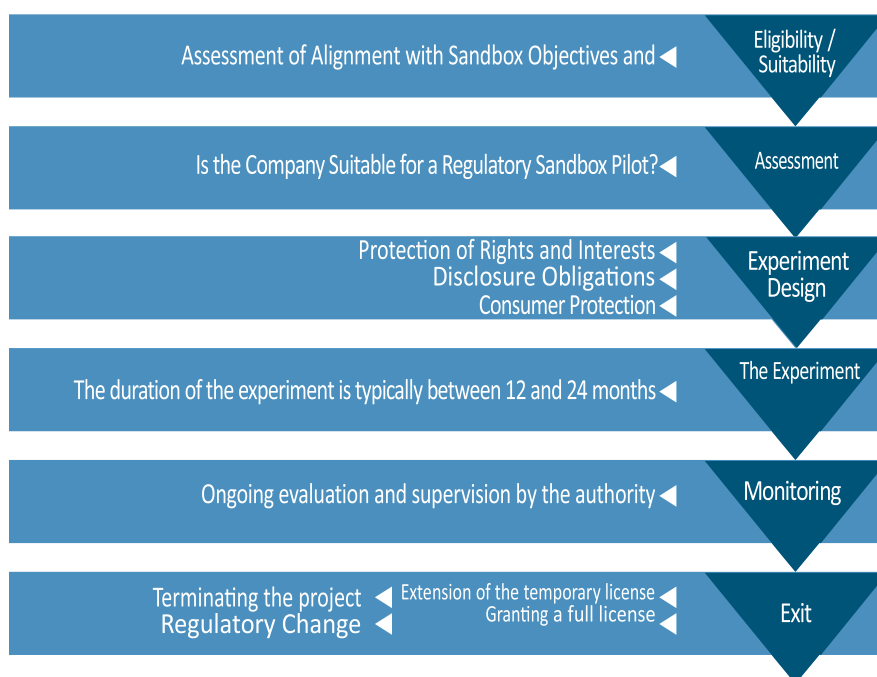 Eligibility /
Suitability
Assessment of Alignment with Sandbox Objectives and
Assessment
Is the Company Suitable for a Regulatory Sandbox Pilot?
Experiment
Design
Protection of Rights and Interests
Disclosure Obligations
Consumer Protection
The Experiment
The duration of the experiment is typically between 12 and 24 months
Monitoring
Ongoing evaluation and supervision by the authority
Exit
Extension of the temporary license
Granting a full license
Terminating the project
Regulatory Change